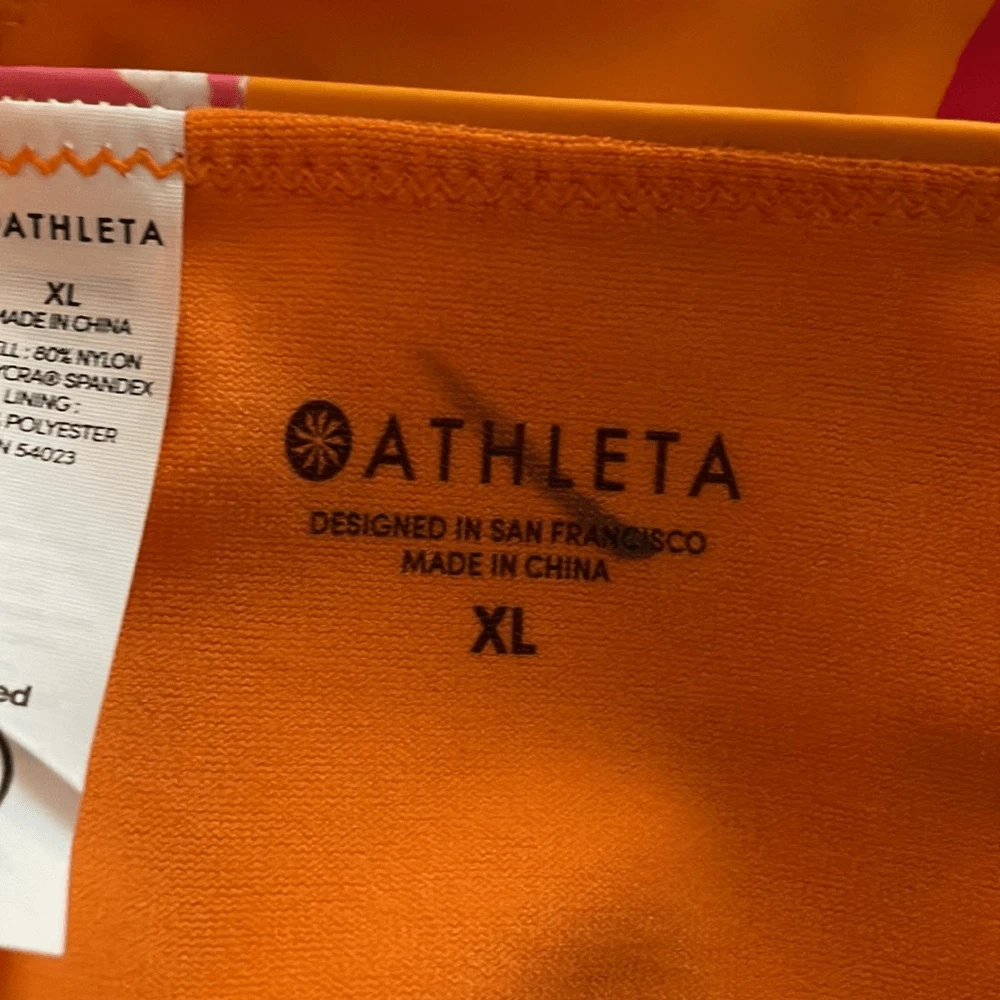 ATHLETA
XL
MADE IN CHINA
80% NYLON
SPANDEX
LINING:
POLYESTER
54023
ATHLETA
DESIGNED IN SAN FRANCISCO
MADE IN CHINA
XL